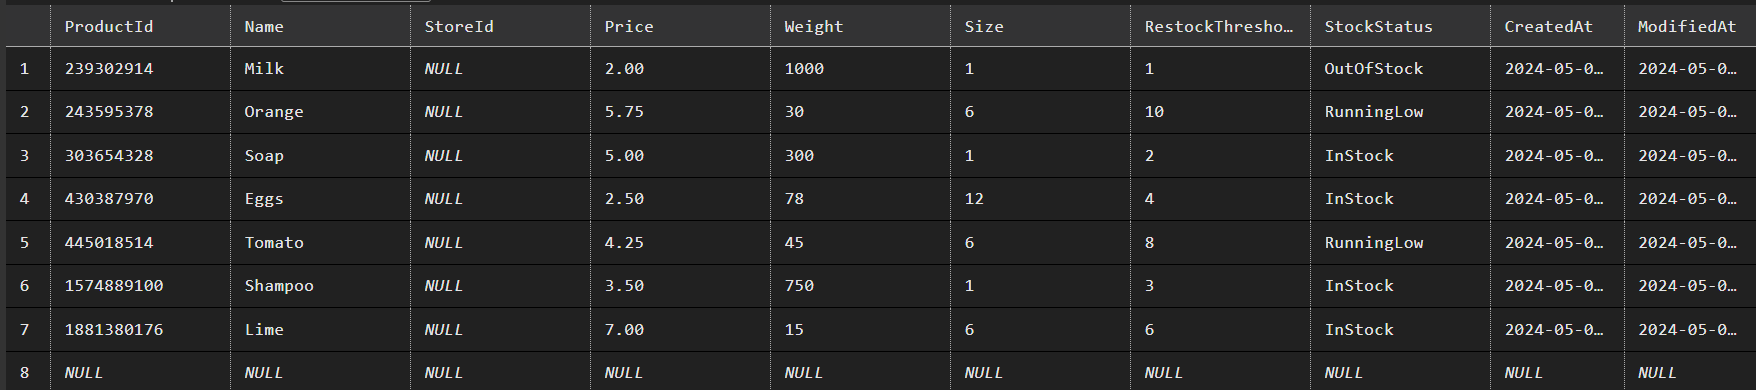 ProductId Name StoreId Price Weight Size RestockThresho… StockStatus CreatedAt ModifiedAt
1 239302914 Milk NULL 2.00 1000 1 1 OutOfStock 2024-05-0… 2024-05-0…
2 243595378 Orange NULL 5.75 30 6 10 RunningLow 2024-05-0… 2024-05-0…
3 303654328 Soap NULL 5.00 300 1 2 InStock 2024-05-0… 2024-05-0…
4 430387970 Eggs NULL 2.50 78 12 4 InStock 2024-05-0… 2024-05-0…
5 445018514 Tomato NULL 4.25 45 6 8 RunningLow 2024-05-0… 2024-05-0…
6 1574889100 Shampoo NULL 3.50 750 1 3 InStock 2024-05-0… 2024-05-0…
7 1881380176 Lime NULL 7.00 15 6 6 InStock 2024-05-0… 2024-05-0…
8 NULL NULL NULL NULL NULL NULL NULL NULL NULL NULL